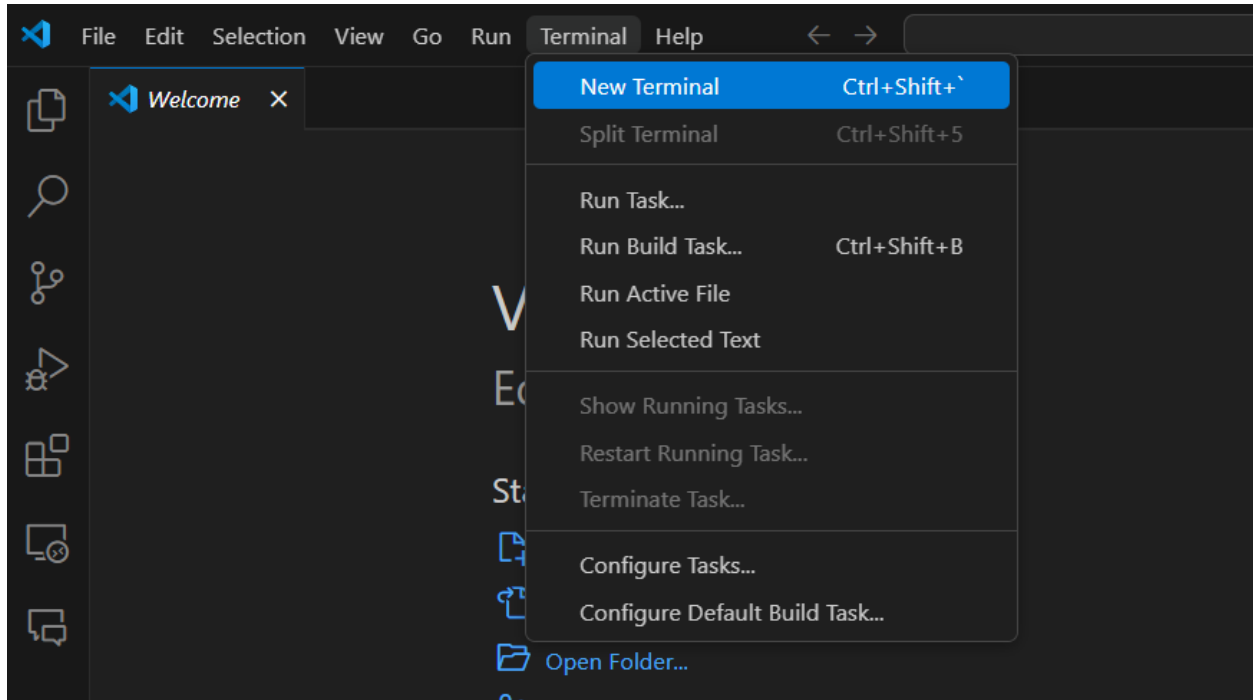 File Edit Selection View Go Run Terminal Help
Welcome
New Terminal Ctrl+Shift+`
Split Terminal Ctrl+Shift+5
Run Task...
Run Build Task... Ctrl+Shift+B
Run Active File
Run Selected Text
Show Running Tasks...
Restart Running Task...
Terminate Task...
Configure Tasks...
Configure Default Build Task...
Open Folder...